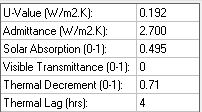 U-Value (W/m2.K): 0.192
Admittance (W/m2.K): 2.700
Solar Absorption (0-1): 0.495
Visible Transmittance (0-1): 0
Thermal Decrement (0-1): 0.71
Thermal Lag (hrs): 4